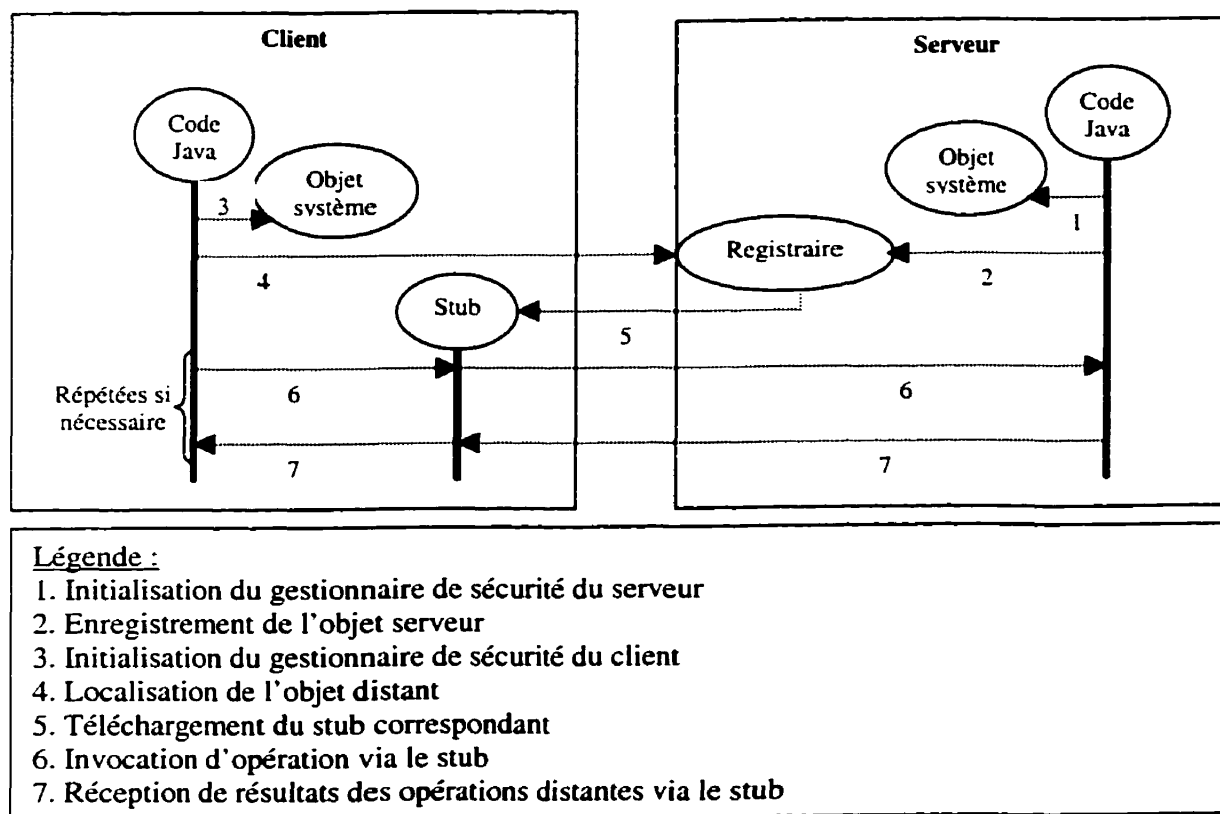 Client
Serveur
Code
Java
Code
Java
Objet
système
Objet
système
3
1
Registraire
4
2
Stub
5
Répétées si
nécessaire
6
6
7
7
Légende :
1. Initialisation du gestionnaire de sécurité du serveur
2. Enregistrement de l'objet serveur
3. Initialisation du gestionnaire de sécurité du client
4. Localisation de l'objet distant
5. Téléchargement du stub correspondant
6. Invocation d'opération via le stub
7. Réception de résultats des opérations distantes via le stub